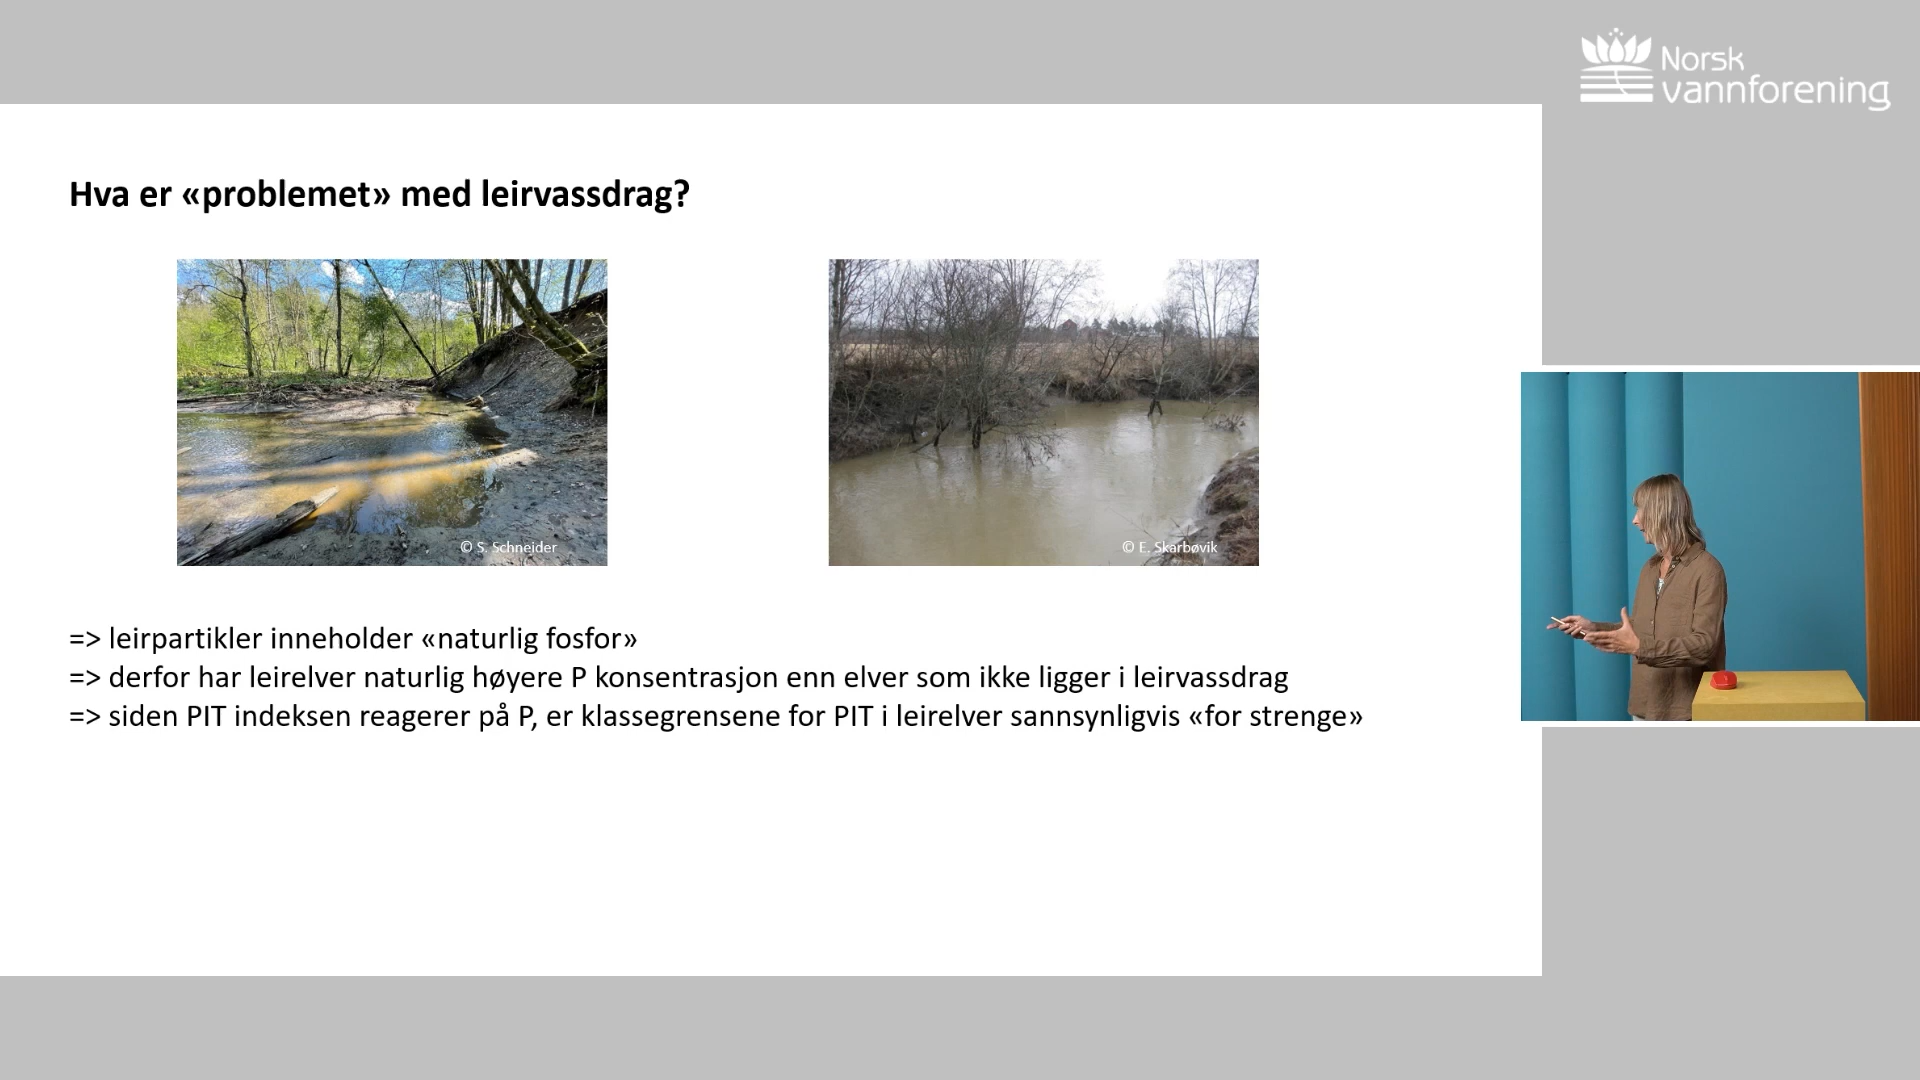 Norsk
vannforening
Hva er «problemet» med leirvassdrag?
© S. Schneider
© E. Skarbøvik
=> leirpartikler inneholder «naturlig fosfor»
=> derfor har leirelver naturlig høyere P konsentrasjon enn elver som ikke ligger i leirvassdrag
=> siden PIT indeksen reagerer på P, er klassegrensene for PIT i leirelver sannsynligvis «for strenge»